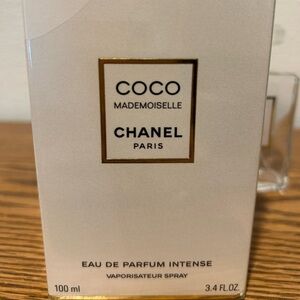 COCO
MADEMOISELLE
CHANEL
PARIS
EAU DE PARFUM INTENSE
VAPORISATEUR SPRAY
100 ml 3.4 FL.OZ.